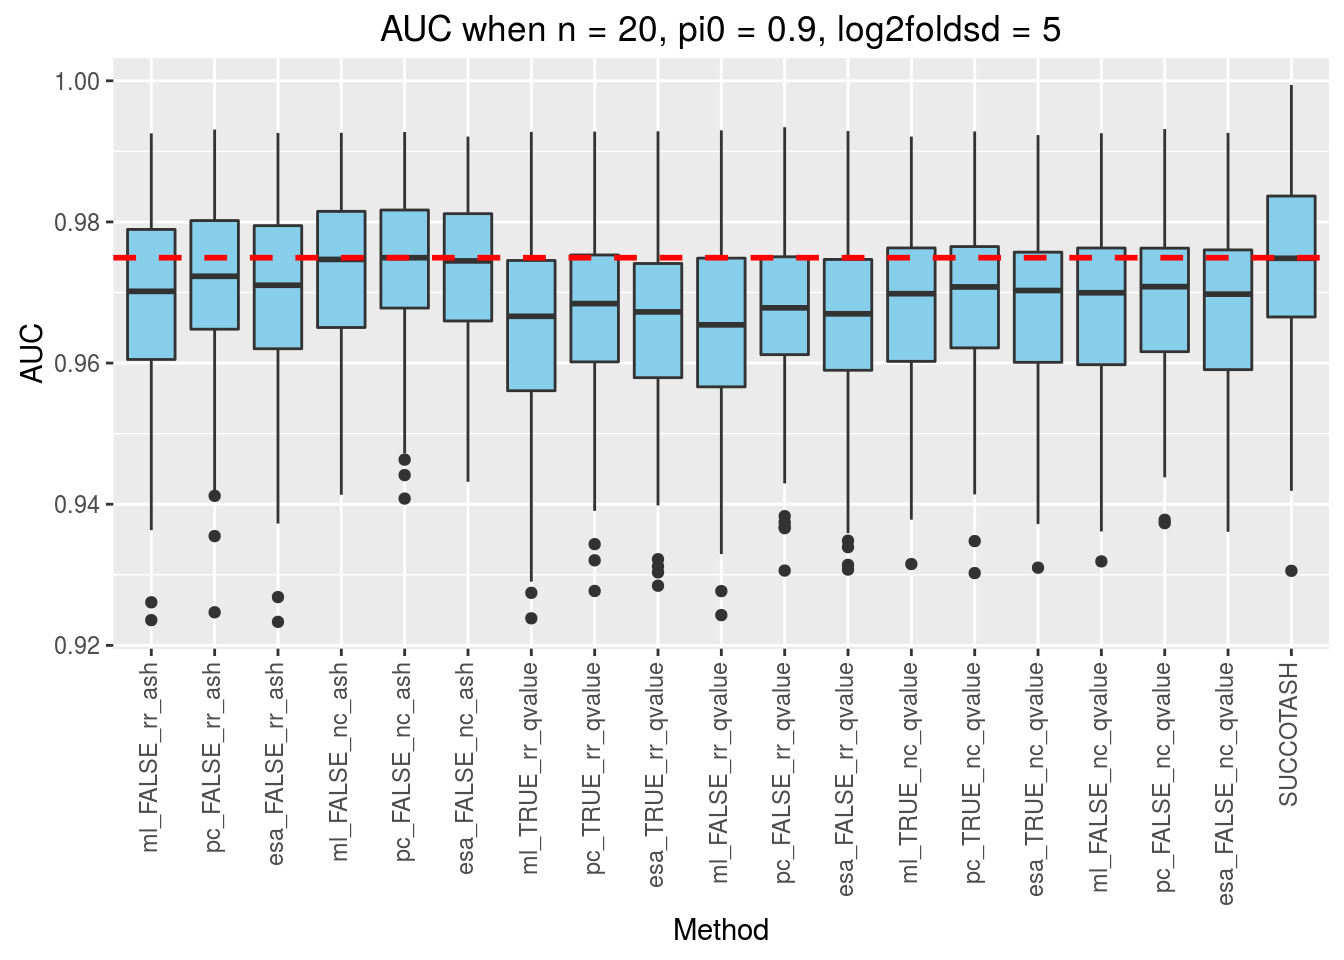 AUC when n = 20, pi0 = 0.9, log2foldsd = 5
1.00
0.98
0.96
0.94
0.92
AUC
ml_FALSE_rr_ash
pc_FALSE_rr_ash
esa_FALSE_rr_ash
ml_FALSE_nc_ash
pc_FALSE_nc_ash
esa_FALSE_nc_ash
ml_TRUE_rr_qvalue
pc_TRUE_rr_qvalue
esa_TRUE_rr_qvalue
ml_FALSE_rr_qvalue
pc_FALSE_rr_qvalue
esa_FALSE_rr_qvalue
ml_TRUE_nc_qvalue
pc_TRUE_nc_qvalue
esa_TRUE_nc_qvalue
ml_FALSE_nc_qvalue
pc_FALSE_nc_qvalue
esa_FALSE_nc_qvalue
SUCCOTASH
Method